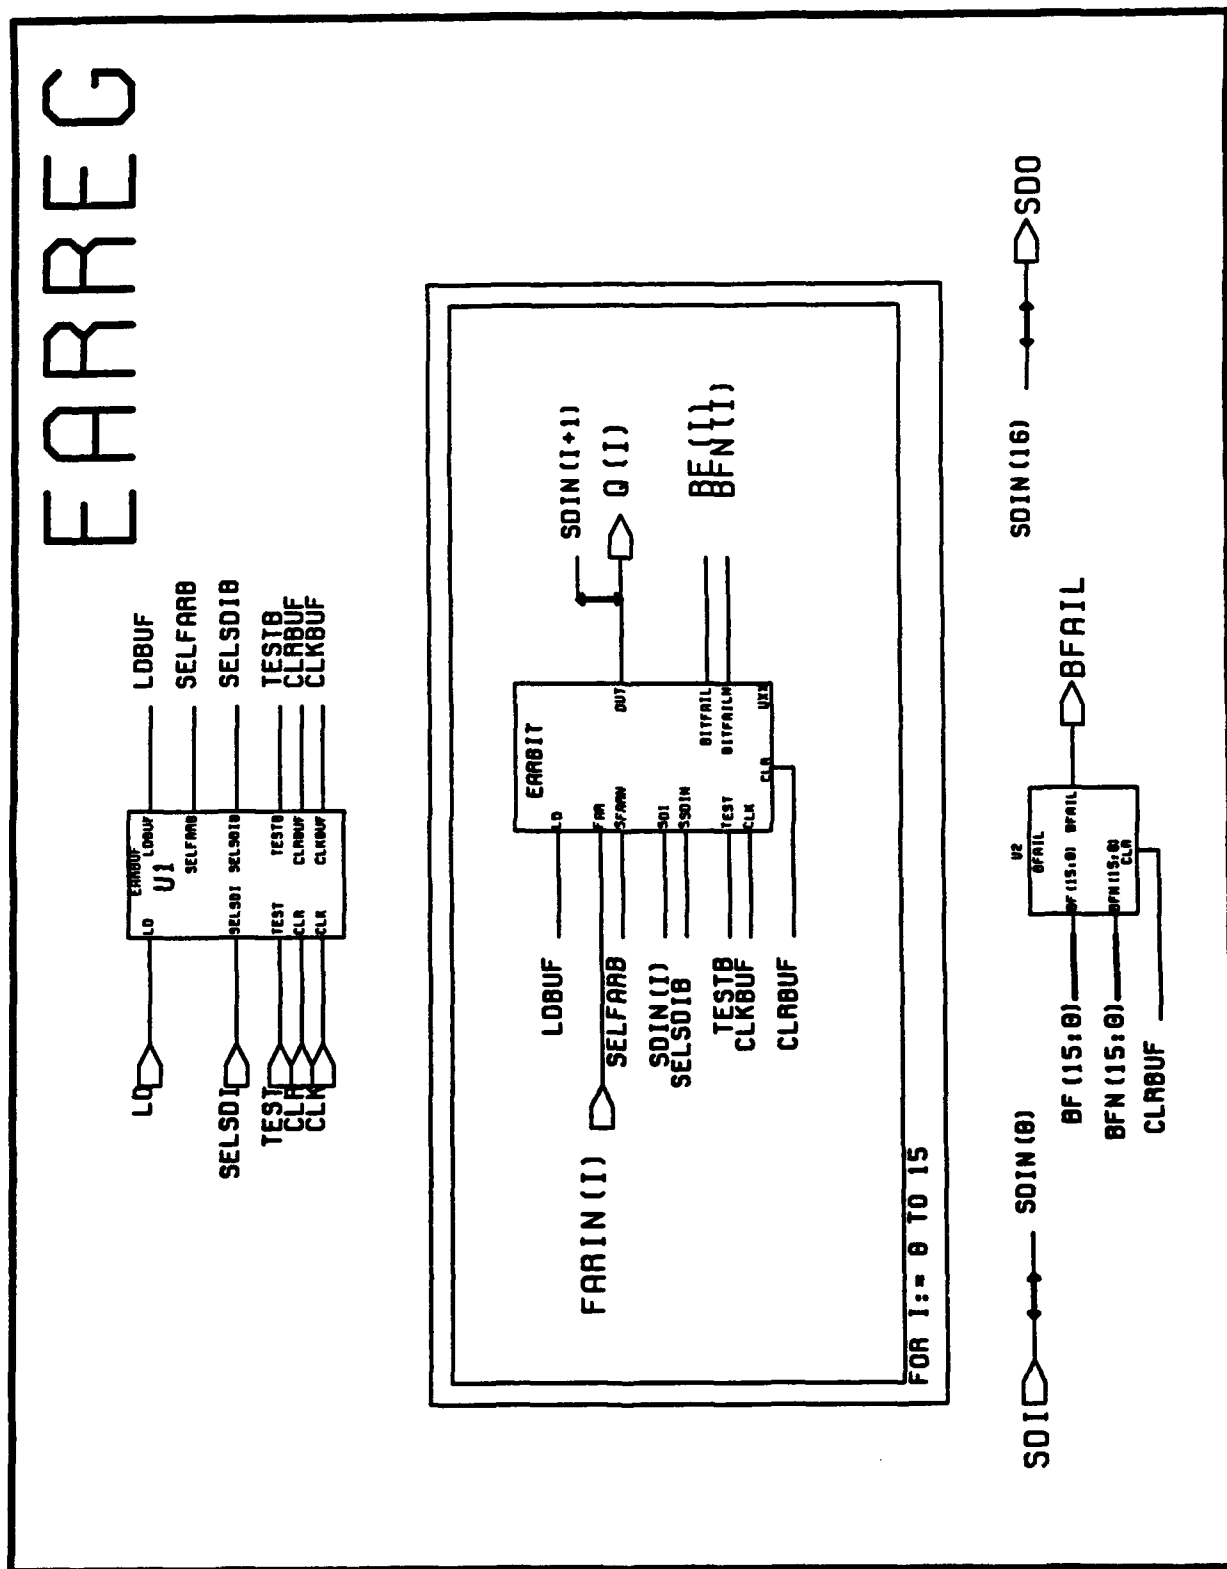 EARREG
LD
SELSDI
TEST
CLR
CLK
EARBUF
U1
LD LDBUF
SELFARB
SELSDI SELSDIB
TEST TESTB
CLR CLRBUF
CLK CLKBUF
LDBUF
SELFARB
SELSDIB
TESTB
CLRBUF
CLKBUF
FARIN(I)
LDBUF
SELFARB
SDIN(I)
SELSDIB
TESTB
CLKBUF
CLRBUF
EARBIT
LD
FAR
SFARN
SDI
SSDIN
TEST
CLK
CLR
OUT
BITFAIL
BITFAILN
SDIN(I+1)
Q(I)
BF(I)
BFN(I)
FOR I:= 0 TO 15
SDI
SDIN(0)
BF(15:0)
BFN(15:0)
CLRBUF
U2
BFAIL
BF(15:0) BFAIL
BFN(15:0)
CLR
BFAIL
SDIN(16)
SDO